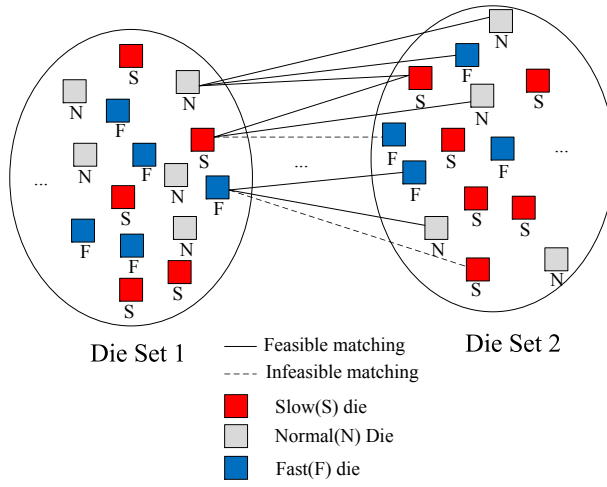 N
F
S
N
S
N
S
N
F
N
S
F
N
F
S
F
F
...
...
...
N
F
S
S
S
F
N
N
F
S
S
N
S
Die Set 1
Die Set 2
Feasible matching
Infeasible matching
Slow(S) die
Normal(N) Die
Fast(F) die